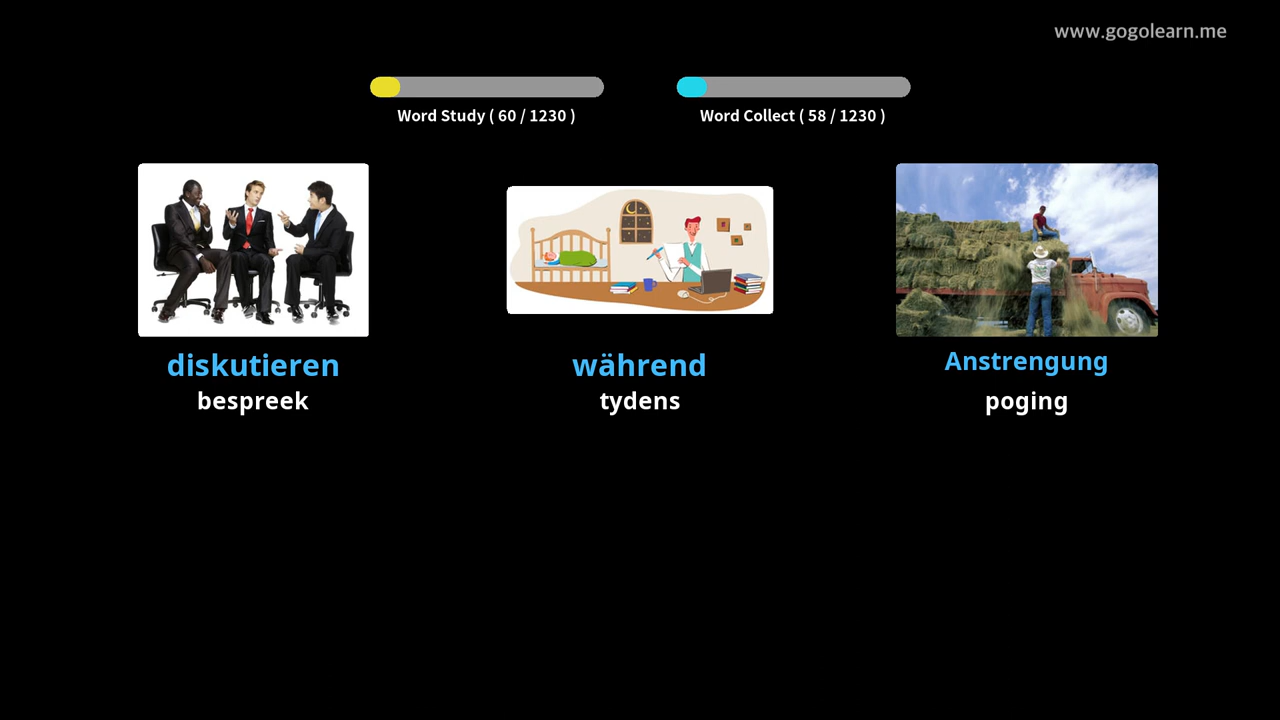 www.gogolearn.me
Word Study ( 60 / 1230 )
Word Collect ( 58 / 1230 )
diskutieren
während
Anstrengung
bespreek
tydens
poging